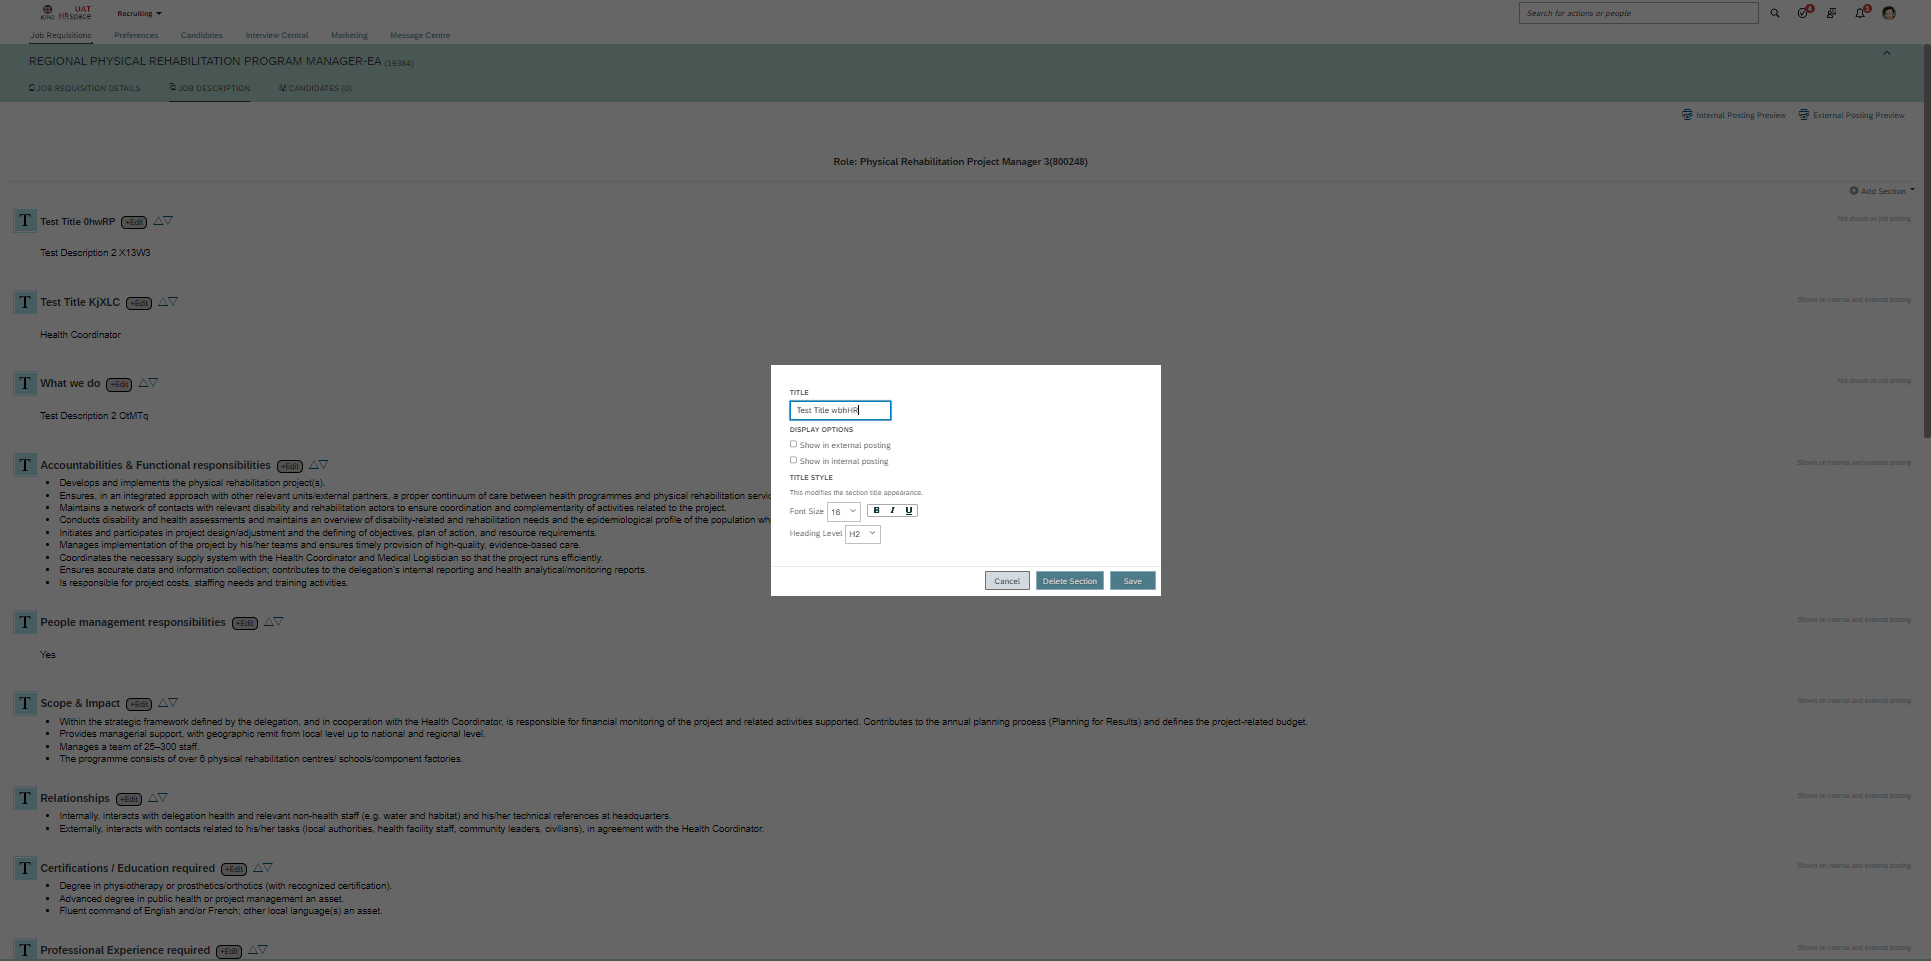 ICRC
UAT
HRspace
Recruiting
Search for actions or people
4
1
Job Requisitions
Preferences
Candidates
Interview Central
Marketing
Message Centre
REGIONAL PHYSICAL REHABILITATION PROGRAM MANAGER-EA (19384)
JOB REQUISITION DETAILS
JOB DESCRIPTION
CANDIDATES (0)
Internal Posting Preview
External Posting Preview
Role: Physical Rehabilitation Project Manager 3(800248)
Add Section
T Test Title 0hwRP +Edit
Not shown on job posting
Test Description 2 X13W3
T Test Title KjXLC +Edit
Shown on internal and external posting
Health Coordinator
T What we do +Edit
Not shown on job posting
Test Description 2 OtMTq
T Accountabilities & Functional responsibilities +Edit
Shown on internal and external posting
• Develops and implements the physical rehabilitation project(s).
• Ensures, in an integrated approach with other relevant units/external partners, a proper continuum of care between health programmes and physical rehabilitation servic
• Maintains a network of contacts with relevant disability and rehabilitation actors to ensure coordination and complementarity of activities related to the project.
• Conducts disability and health assessments and maintains an overview of disability-related and rehabilitation needs and the epidemiological profile of the population wh
• Initiates and participates in project design/adjustment and the defining of objectives, plan of action, and resource requirements.
• Manages implementation of the project by his/her teams and ensures timely provision of high-quality, evidence-based care.
• Coordinates the necessary supply system with the Health Coordinator and Medical Logistician so that the project runs efficiently.
• Ensures accurate data and information collection; contributes to the delegation's internal reporting and health analytical/monitoring reports.
• Is responsible for project costs, staffing needs and training activities.
T People management responsibilities +Edit
Shown on internal and external posting
Yes
T Scope & Impact +Edit
Shown on internal and external posting
• Within the strategic framework defined by the delegation, and in cooperation with the Health Coordinator, is responsible for financial monitoring of the project and related activities supported. Contributes to the annual planning process (Planning for Results) and defines the project-related budget.
• Provides managerial support, with geographic remit from local level up to national and regional level.
• Manages a team of 25–300 staff.
• The programme consists of over 6 physical rehabilitation centres/ schools/component factories.
T Relationships +Edit
Shown on internal and external posting
• Internally, interacts with delegation health and relevant non-health staff (e.g. water and habitat) and his/her technical references at headquarters.
• Externally, interacts with contacts related to his/her tasks (local authorities, health facility staff, community leaders, civilians), in agreement with the Health Coordinator.
T Certifications / Education required +Edit
Shown on internal and external posting
• Degree in physiotherapy or prosthetics/orthotics (with recognized certification).
• Advanced degree in public health or project management an asset.
• Fluent command of English and/or French; other local language(s) an asset.
T Professional Experience required +Edit
Shown on internal and external posting
TITLE
Test Title wbhHR
DISPLAY OPTIONS
Show in external posting
Show in internal posting
TITLE STYLE
This modifies the section title appearance.
Font Size 16 B I U
Heading Level H2
Cancel
Delete Section
Save